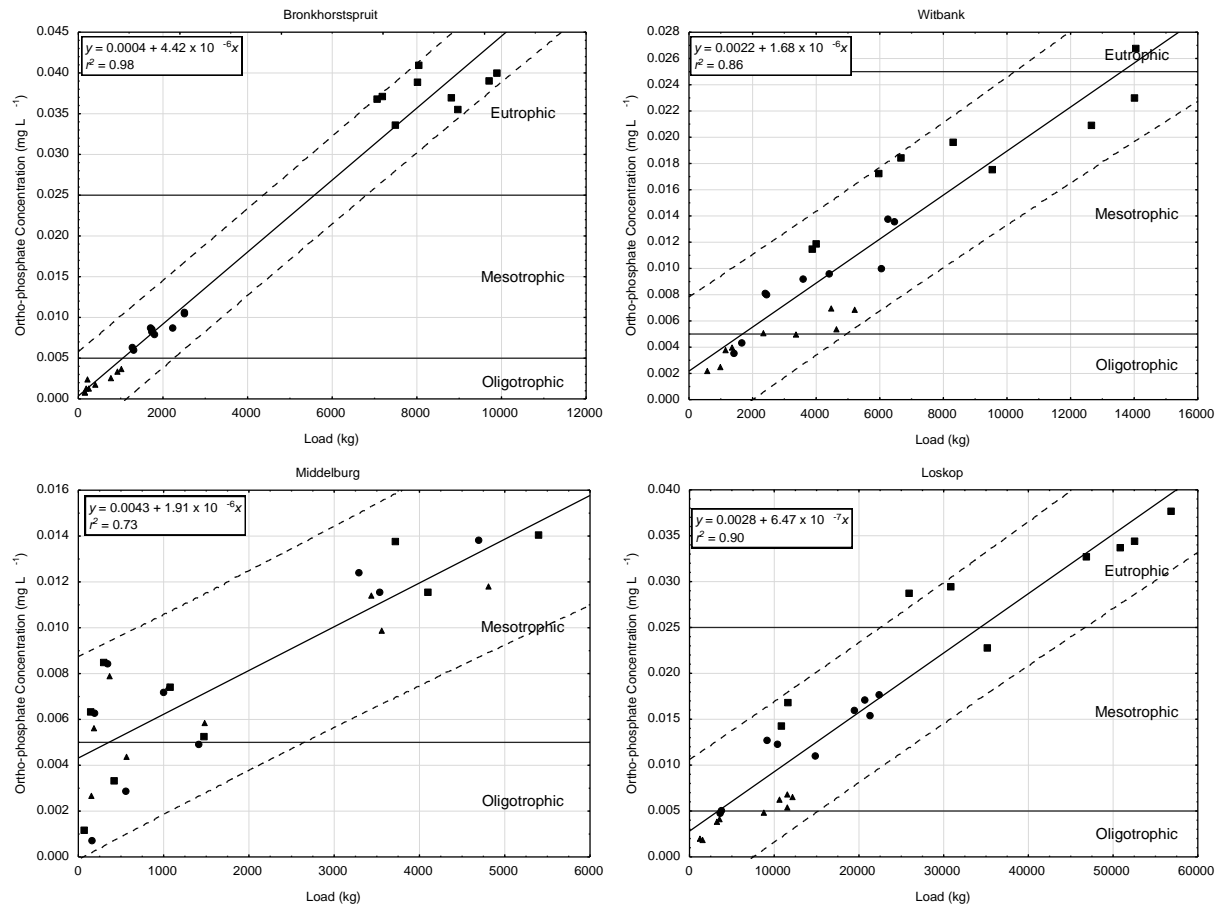 Bronkhorstspruit
y = 0.0004 + 4.42 x 10 -6x
r2 = 0.98
0.045
0.040
0.035
0.030
0.025
0.020
0.015
0.010
0.005
0.000
Ortho-phosphate Concentration (mg L -1)
Eutrophic
Mesotrophic
Oligotrophic
0 2000 4000 6000 8000 10000 12000
Load (kg)
Witbank
y = 0.0022 + 1.68 x 10 -6x
r2 = 0.86
0.028
0.026
0.024
0.022
0.020
0.018
0.016
0.014
0.012
0.010
0.008
0.006
0.004
0.002
0.000
Ortho-phosphate Concentration (mg L -1)
Eutrophic
Mesotrophic
Oligotrophic
0 2000 4000 6000 8000 10000 12000 14000 16000
Load (kg)
Middelburg
y = 0.0043 + 1.91 x 10 -6x
r2 = 0.73
0.016
0.014
0.012
0.010
0.008
0.006
0.004
0.002
0.000
Ortho-phosphate Concentration (mg L -1)
Mesotrophic
Oligotrophic
0 1000 2000 3000 4000 5000 6000
Load (kg)
Loskop
y = 0.0028 + 6.47 x 10 -7x
r2 = 0.90
0.040
0.035
0.030
0.025
0.020
0.015
0.010
0.005
0.000
Ortho-phosphate Concentration (mg L -1)
Eutrophic
Mesotrophic
Oligotrophic
0 10000 20000 30000 40000 50000 60000
Load (kg)